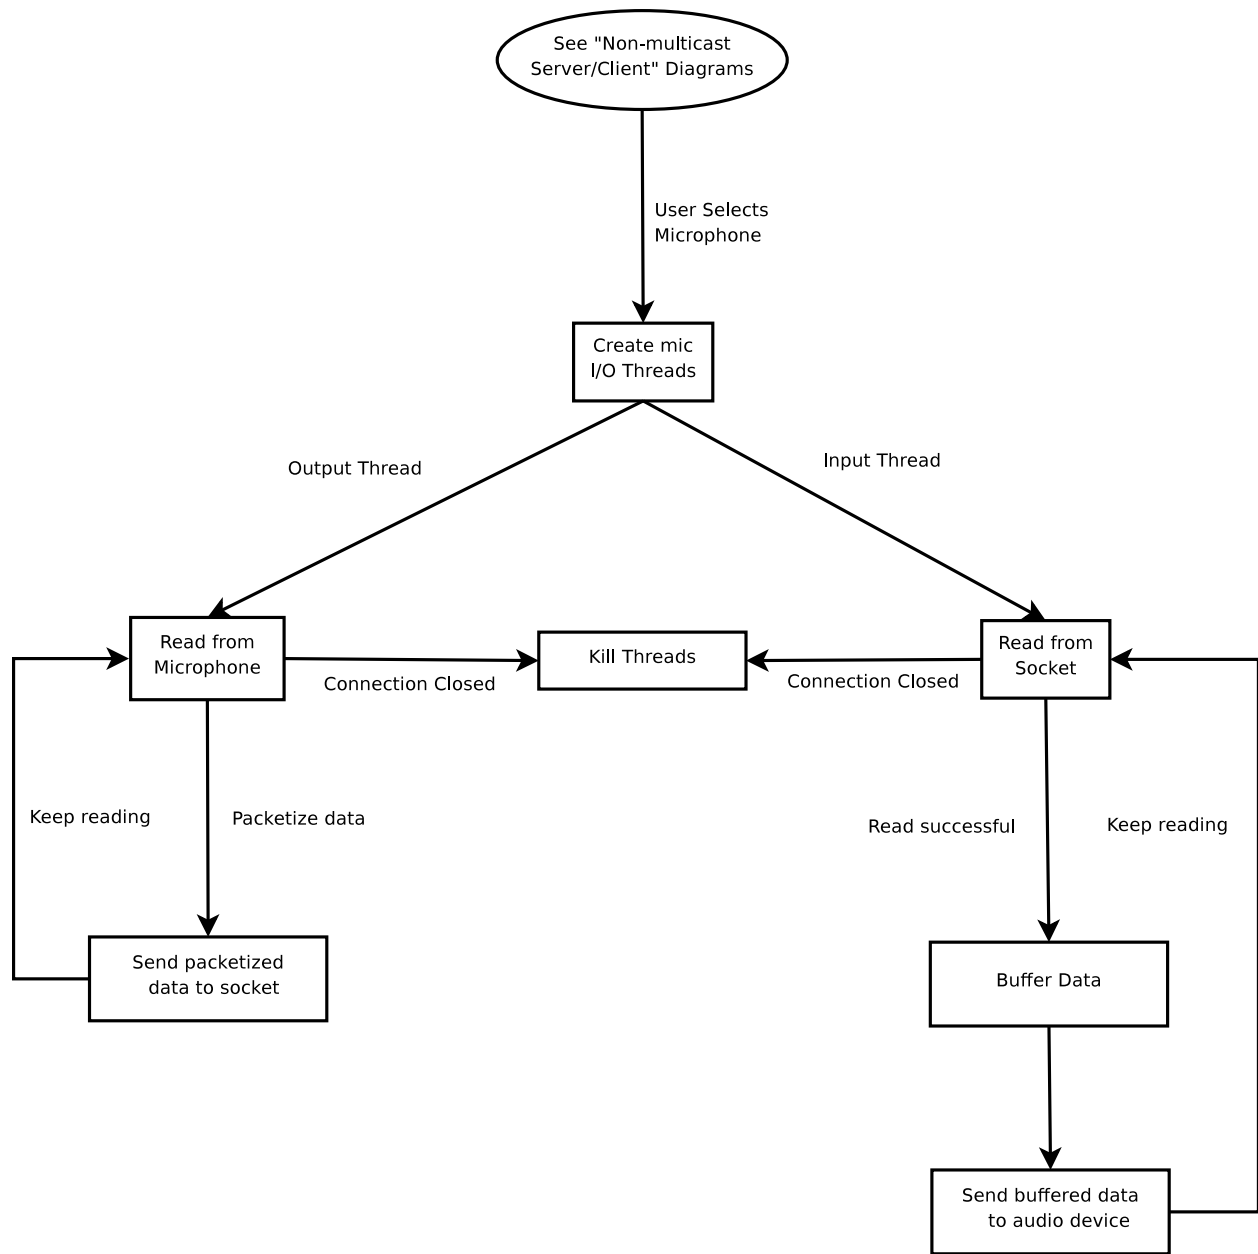 See "Non-multicast
Server/Client" Diagrams
User Selects
Microphone
Create mic
I/O Threads
Output Thread
Input Thread
Read from
Microphone
Connection Closed
Kill Threads
Connection Closed
Read from
Socket
Keep reading
Packetize data
Read successful
Keep reading
Send packetized
data to socket
Buffer Data
Send buffered data
to audio device